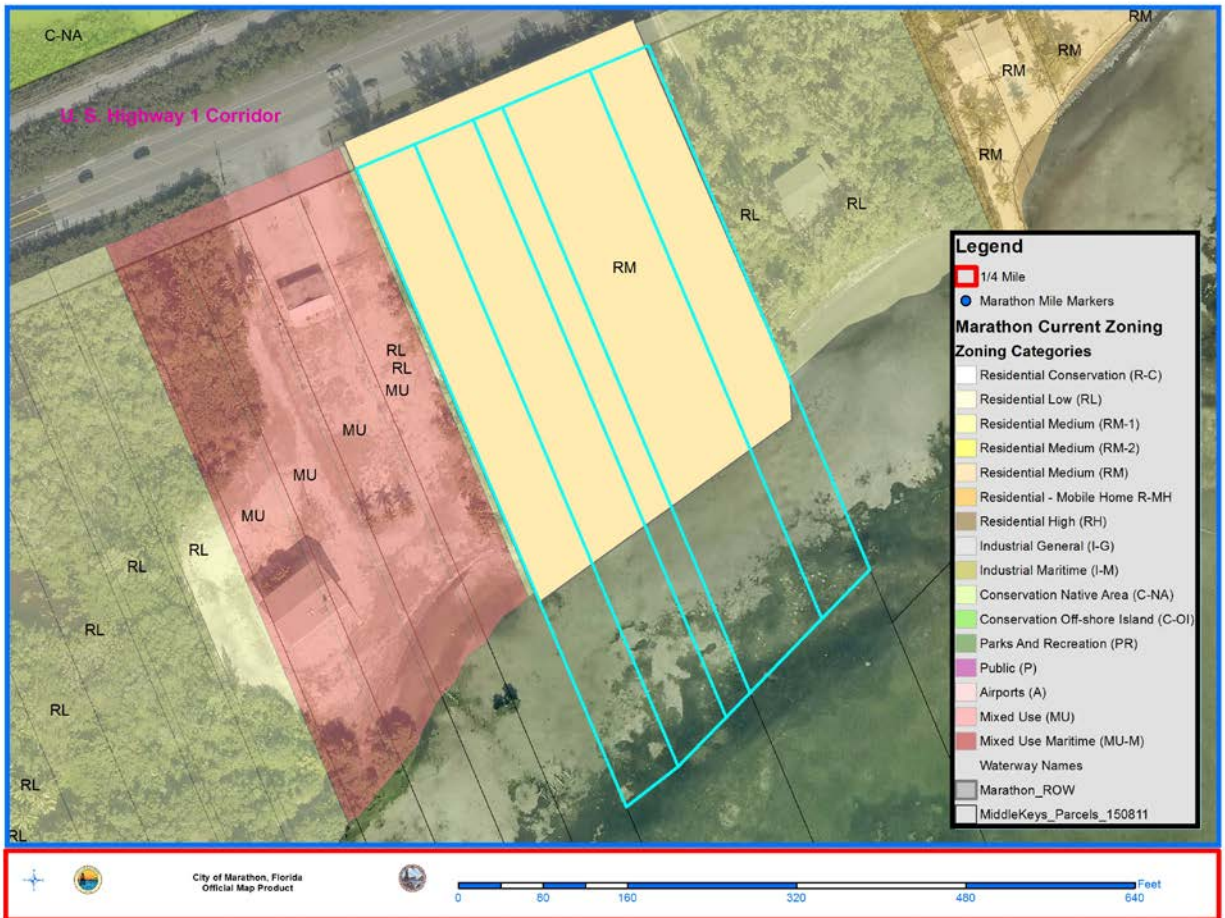 C-NA
U. S. Highway 1 Corridor
RM
RM
RM
RM
RL
RL
RM
RL
RL
MU
MU
MU
MU
RL
RL
RL
RL
RL
RL
Legend
1/4 Mile
Marathon Mile Markers
Marathon Current Zoning
Zoning Categories
Residential Conservation (R-C)
Residential Low (RL)
Residential Medium (RM-1)
Residential Medium (RM-2)
Residential Medium (RM)
Residential - Mobile Home R-MH
Residential High (RH)
Industrial General (I-G)
Industrial Maritime (I-M)
Conservation Native Area (C-NA)
Conservation Off-shore Island (C-OI)
Parks And Recreation (PR)
Public (P)
Airports (A)
Mixed Use (MU)
Mixed Use Maritime (MU-M)
Waterway Names
Marathon_ROW
MiddleKeys_Parcels_150811
City of Marathon, Florida
Official Map Product
Feet
0 80 160 320 480 640